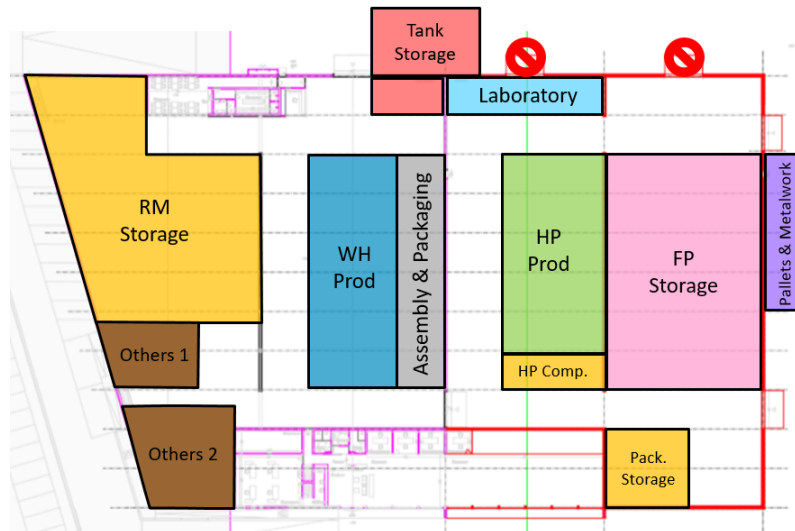 Tank
Storage
Laboratory
RM
Storage
WH
Prod
Assembly & Packaging
HP
Prod
FP
Storage
Pallets & Metalwork
Others 1
HP Comp.
Others 2
Pack.
Storage